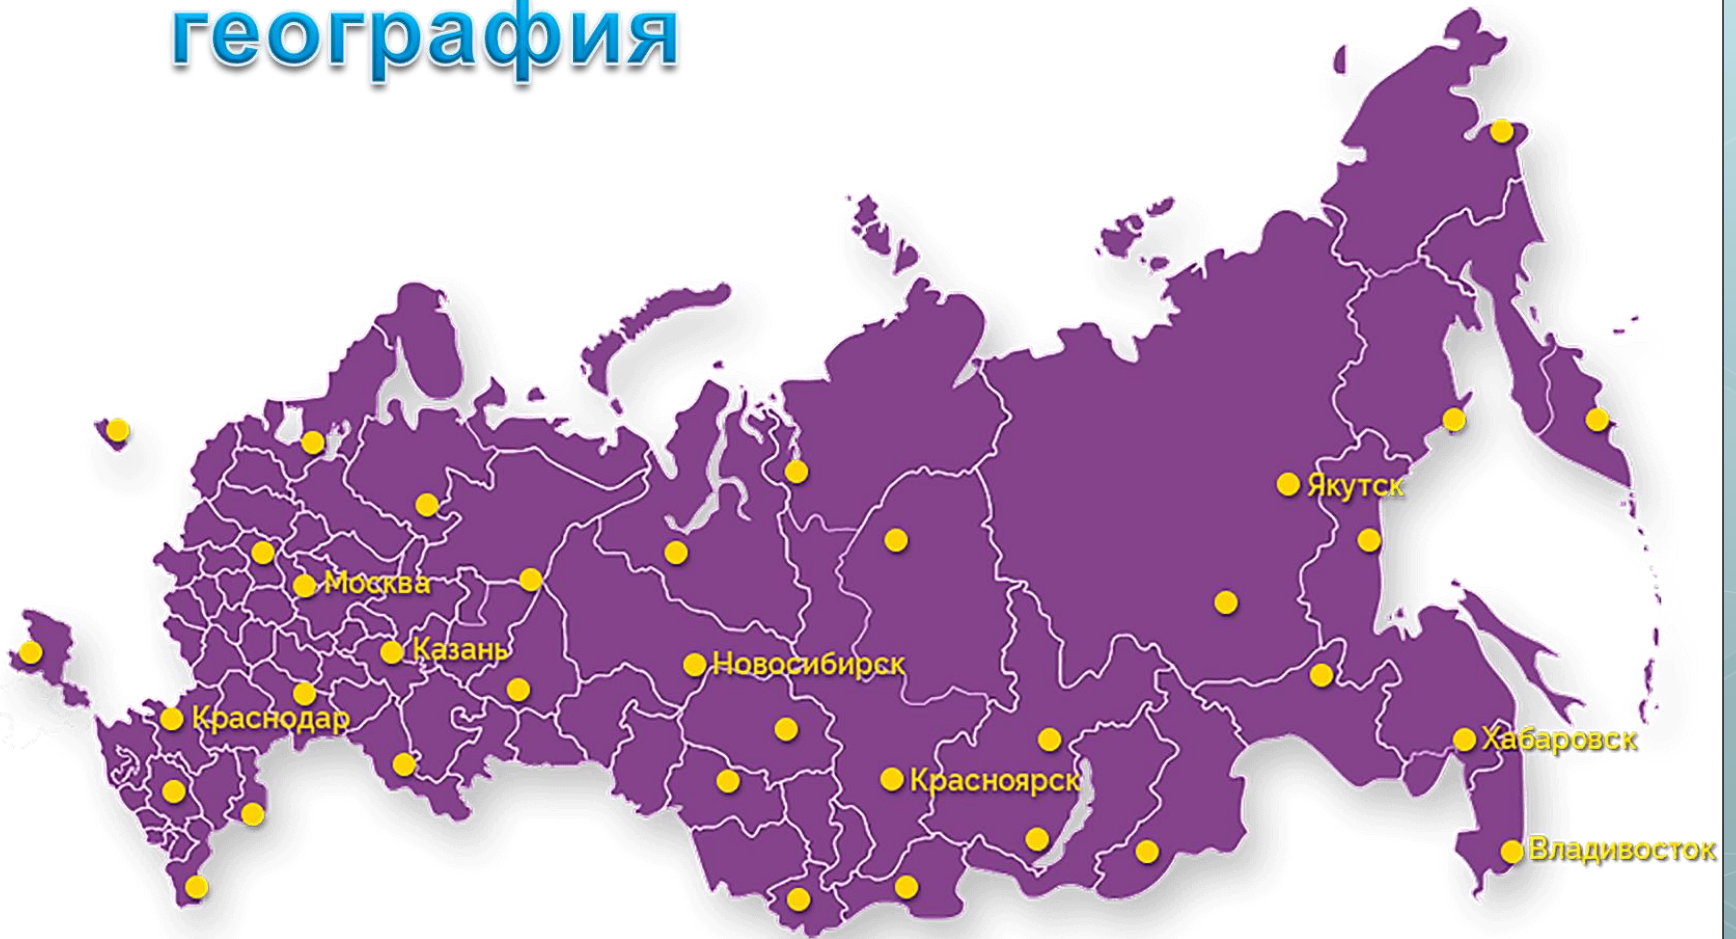 география
Якутск
Москва
Казань
Новосибирск
Краснодар
Хабаровск
Красноярск
Владивосток